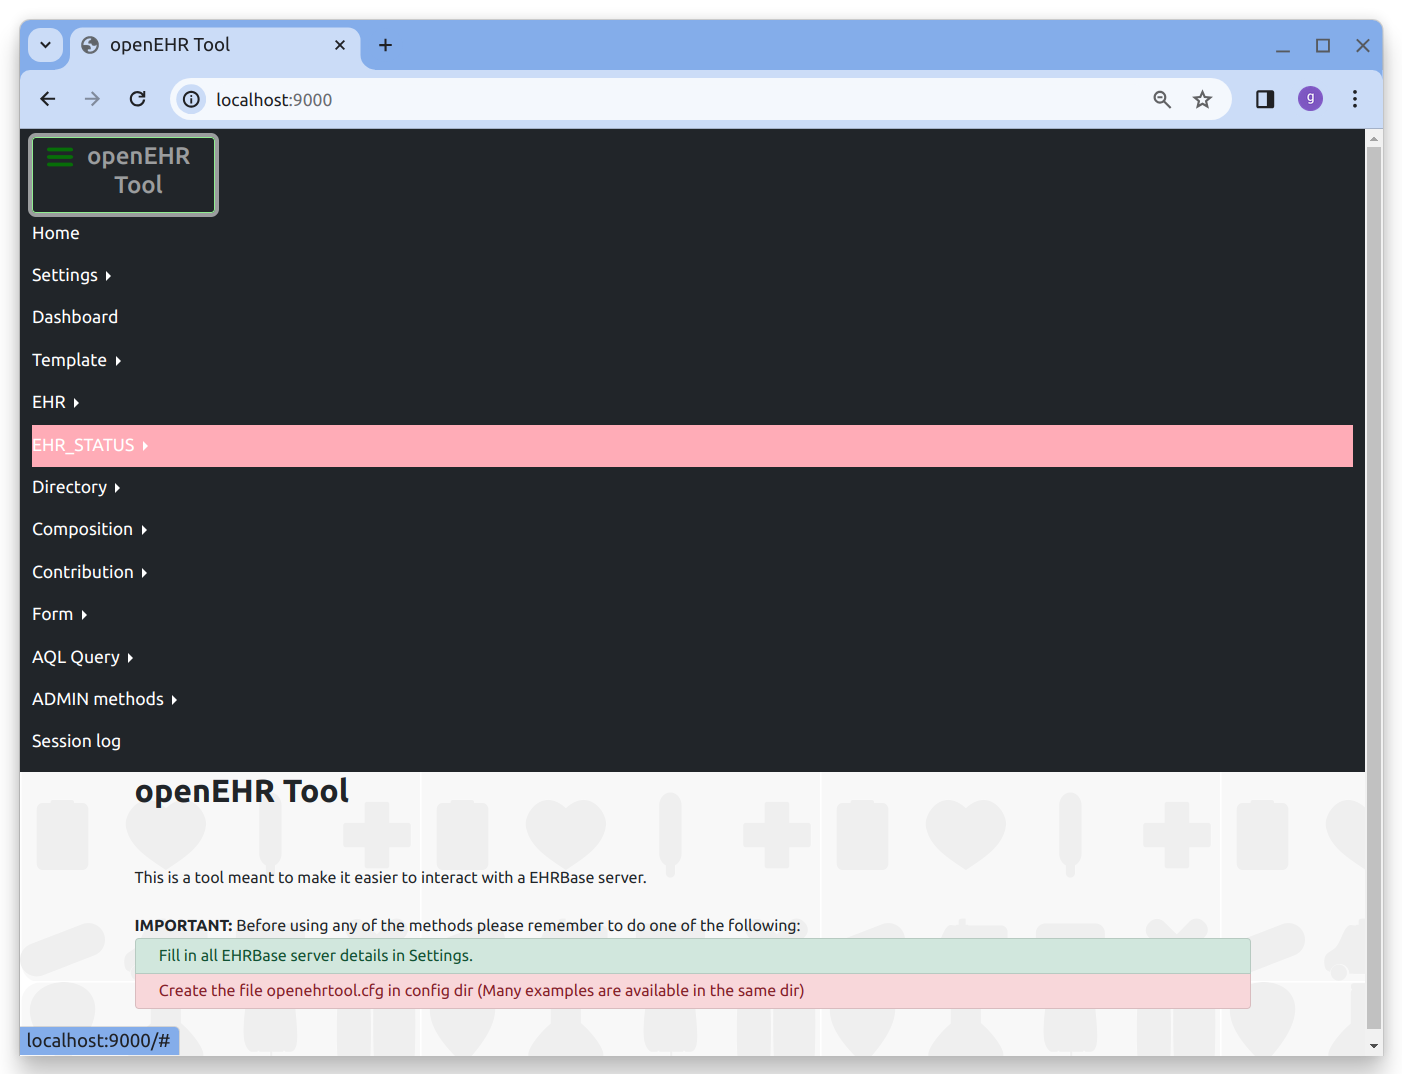 openEHR Tool
localhost:9000
g
openEHR
Tool
Home
Settings
Dashboard
Template
EHR
EHR_STATUS
Directory
Composition
Contribution
Form
AQL Query
ADMIN methods
Session log
openEHR Tool
This is a tool meant to make it easier to interact with a EHRBase server.
IMPORTANT: Before using any of the methods please remember to do one of the following:
Fill in all EHRBase server details in Settings.
Create the file openehrtool.cfg in config dir (Many examples are available in the same dir)
localhost:9000/#